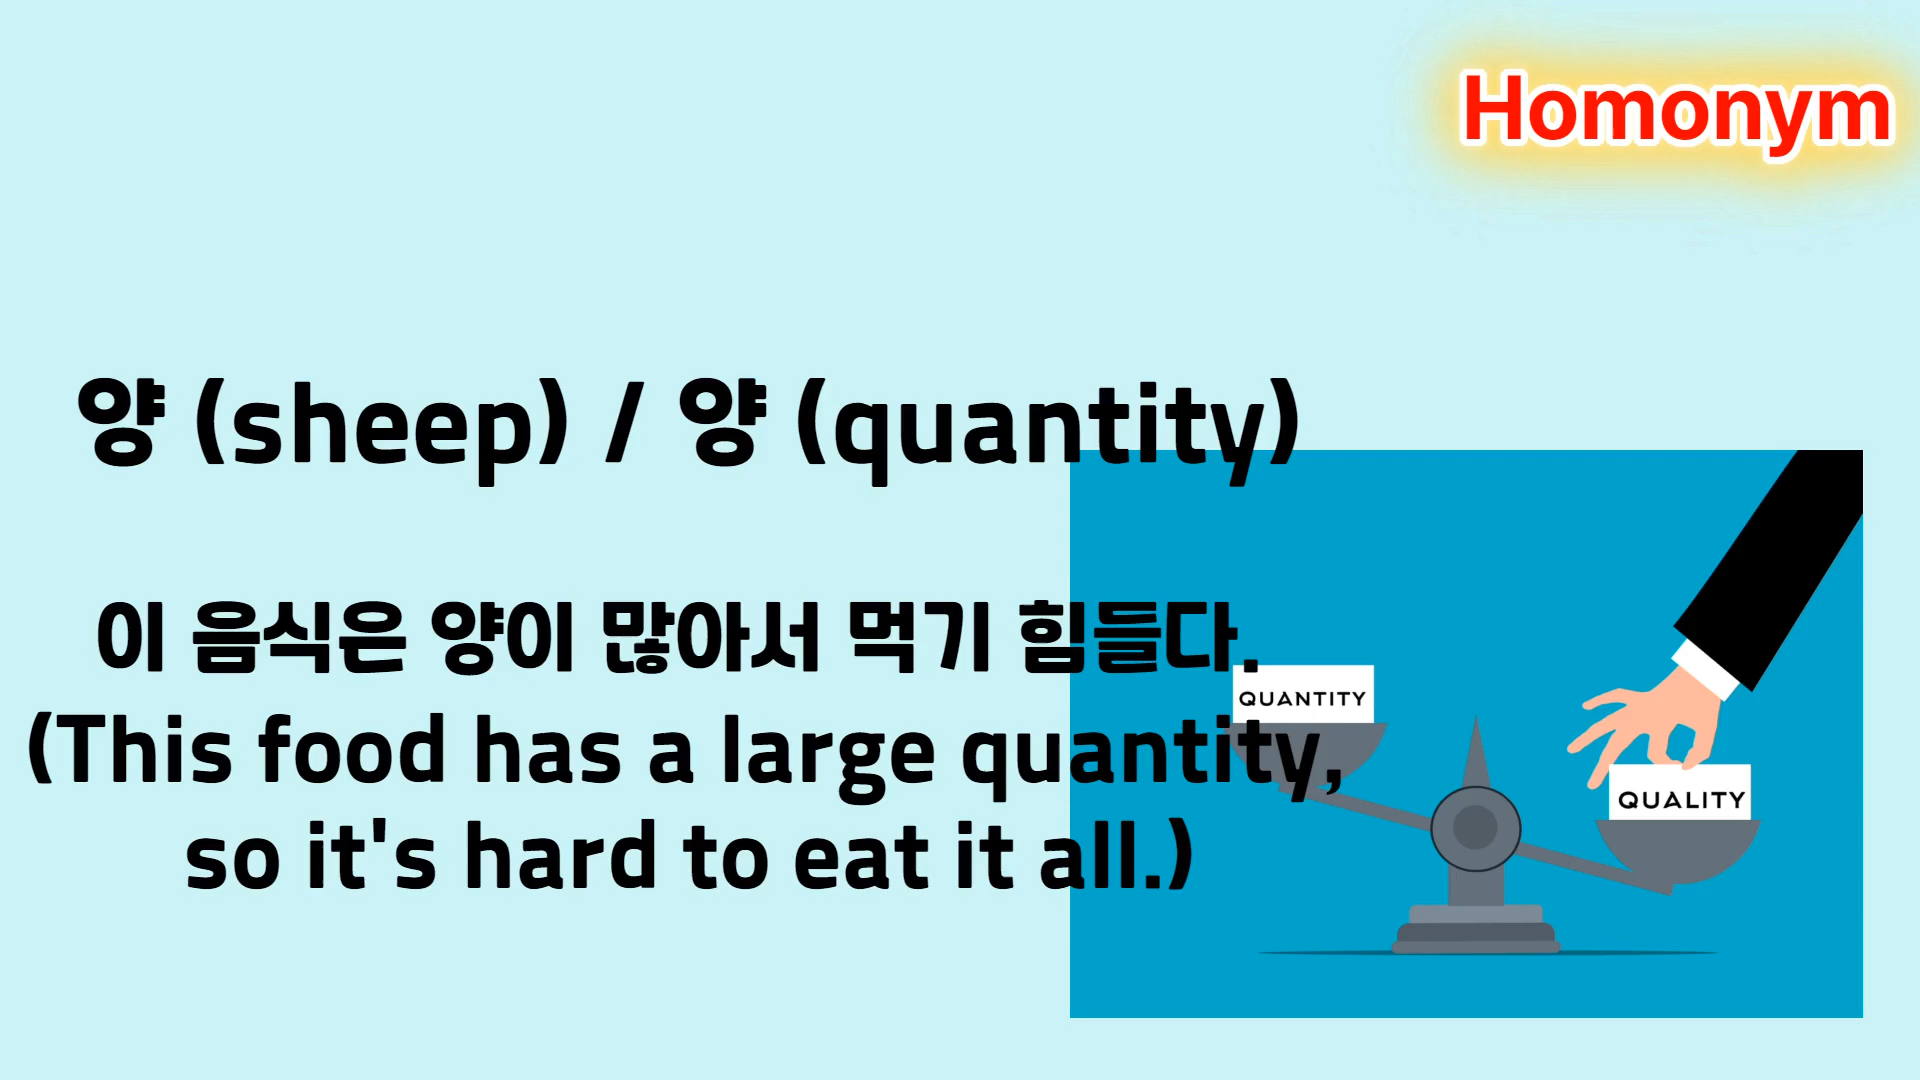 Homonym
양 (sheep) / 양 (quantity)
이 음식은 양이 많아서 먹기 힘들다.
(This food has a large quantity,
so it's hard to eat it all.)
QUANTITY
QUALITY